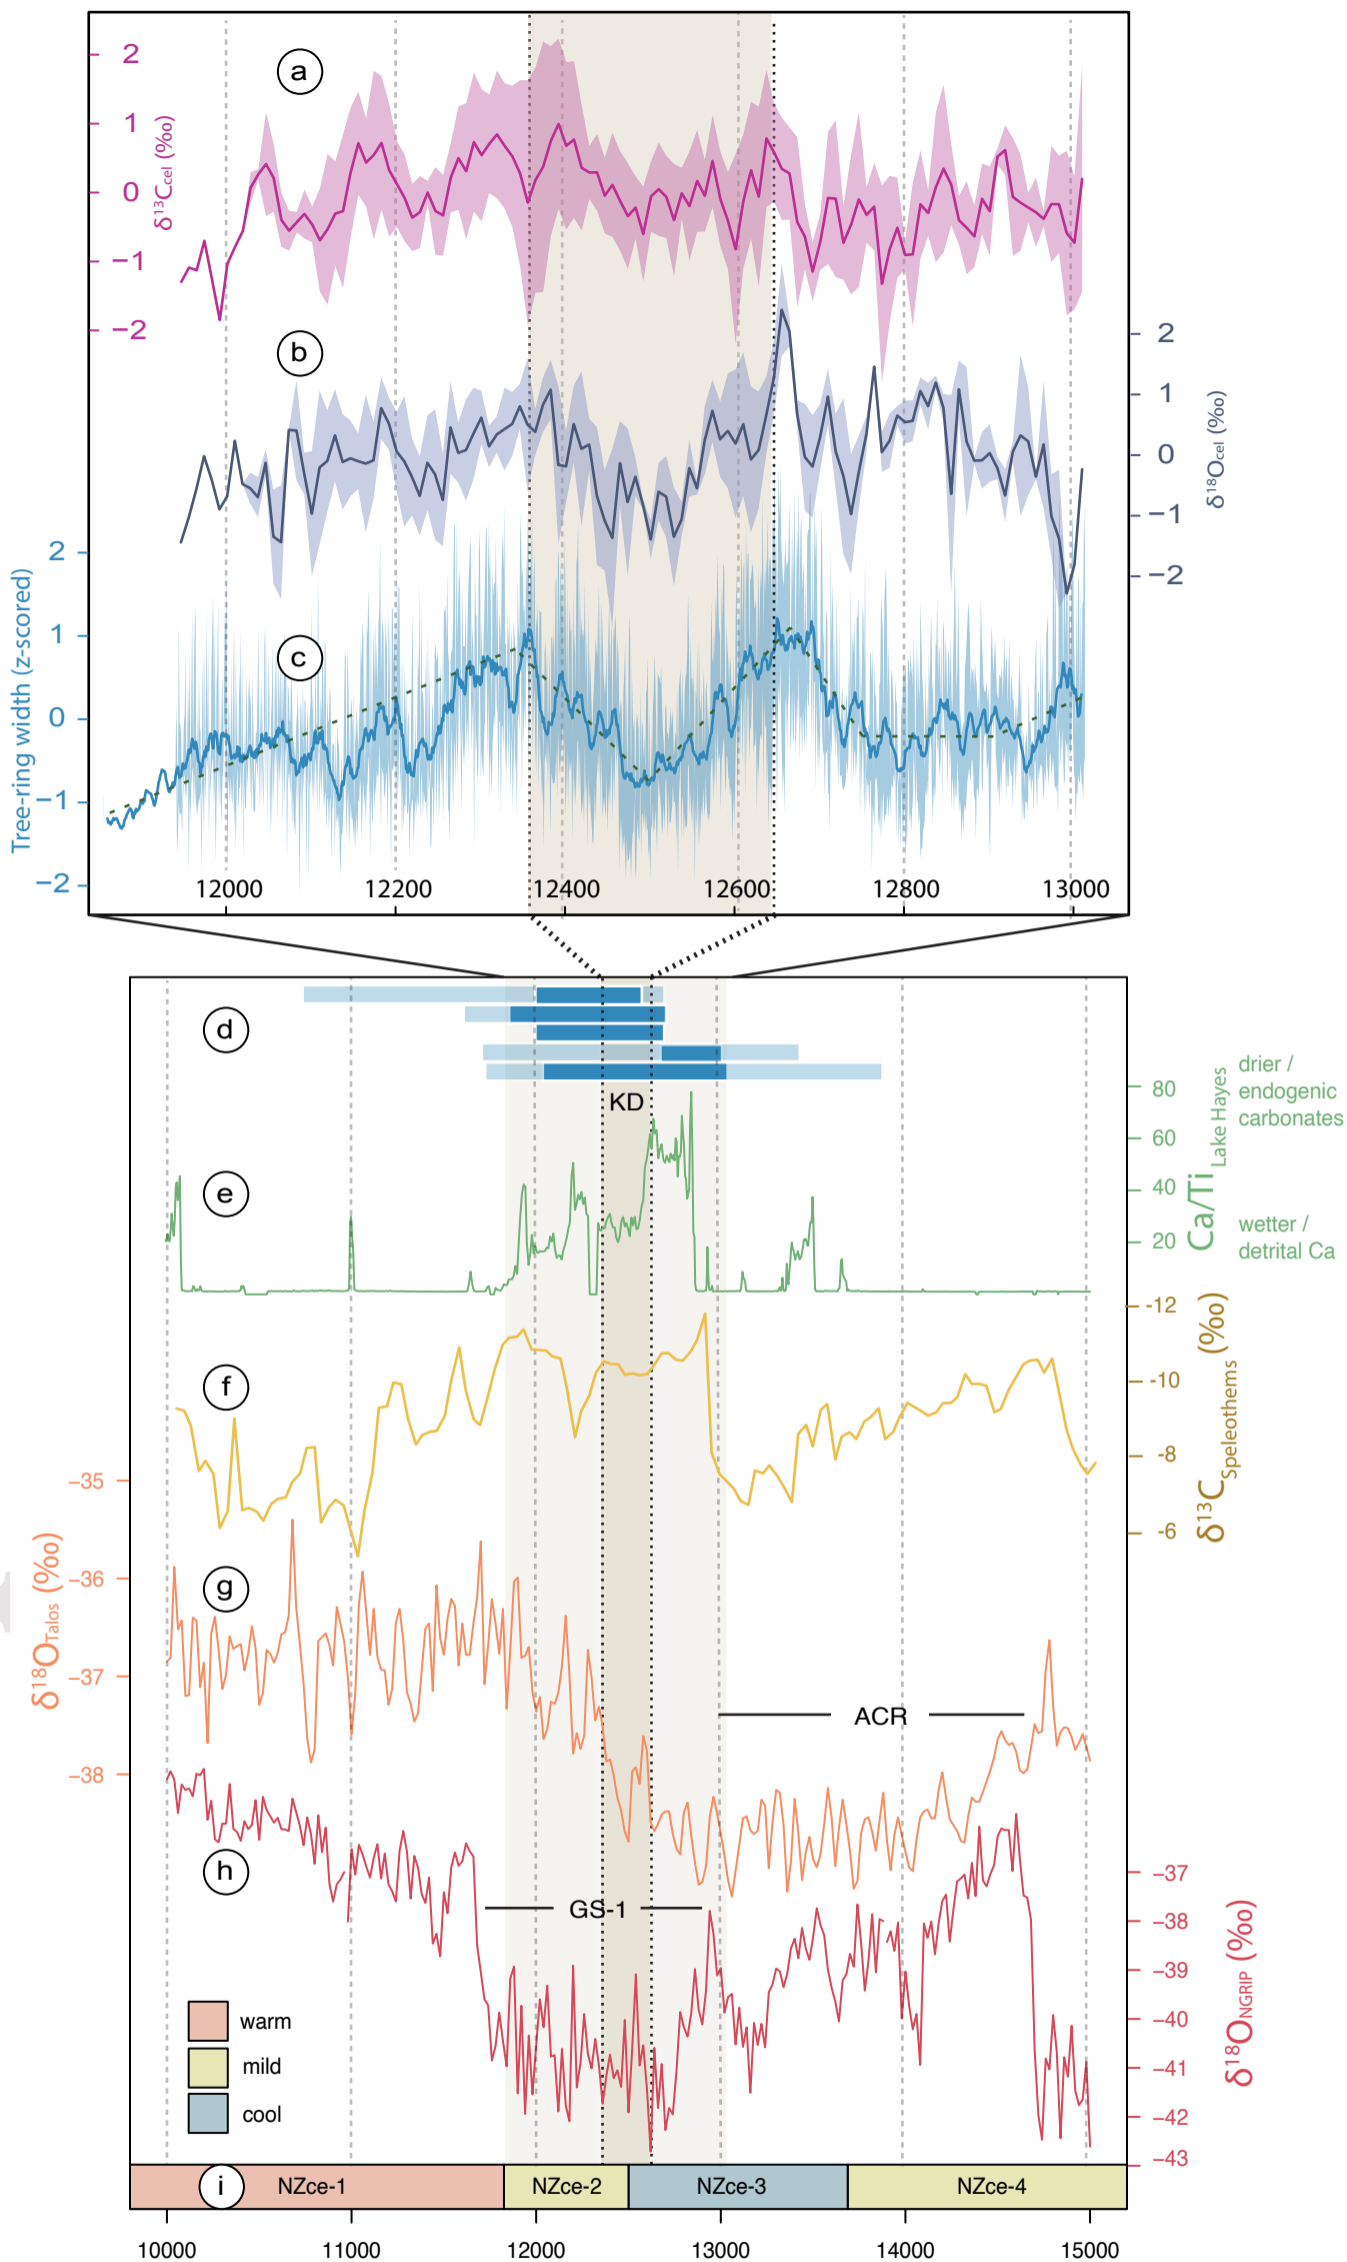 a
2
1
0
−1
−2
δ¹³Ccel (‰)
b
2
1
0
−1
−2
δ¹⁸Ocel (‰)
c
2
1
0
−1
−2
Tree-ring width (z-scored)
12000 12200 12400 12600 12800 13000
d
KD
e
80
60
40
20
Ca/Ti Lake Hayes
drier /
endogenic
carbonates
wetter /
detrital Ca
f
-12
-10
-8
-6
δ¹³CSpeleothems (‰)
g
−35
−36
−37
−38
δ¹⁸OTalos (‰)
ACR
h
GS-1
−37
−38
−39
−40
−41
−42
−43
δ¹⁸ONGRIP (‰)
warm
mild
cool
i
NZce-1 NZce-2 NZce-3 NZce-4
10000 11000 12000 13000 14000 15000